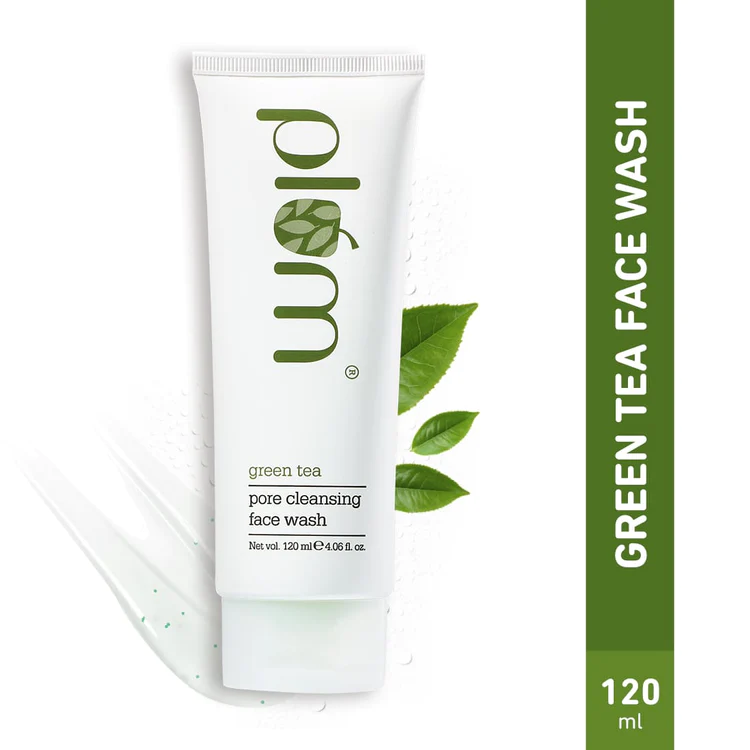 plum
®
green tea
pore cleansing
face wash
Net vol. 120 ml ℮ 4.06 fl. oz.
GREEN TEA FACE WASH
120
ml